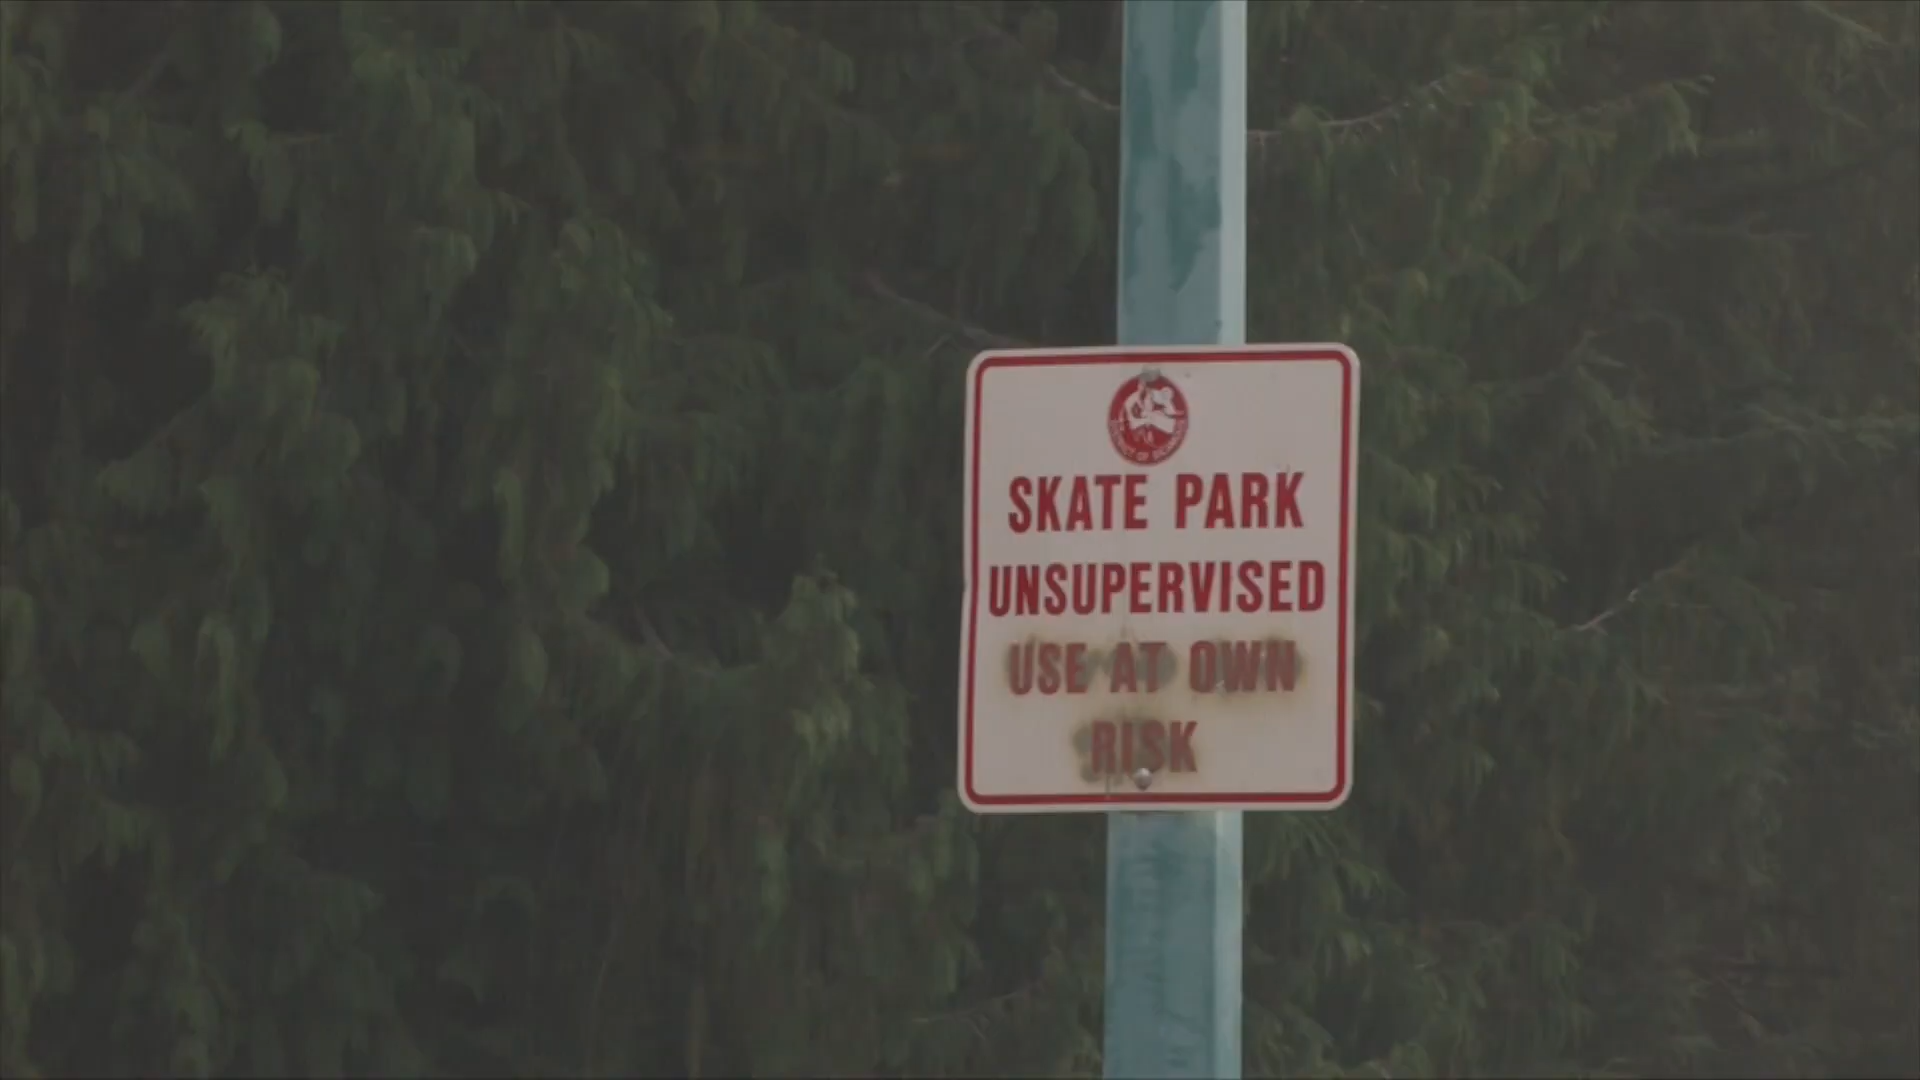 SKATE PARK
UNSUPERVISED
USE AT OWN
RISK